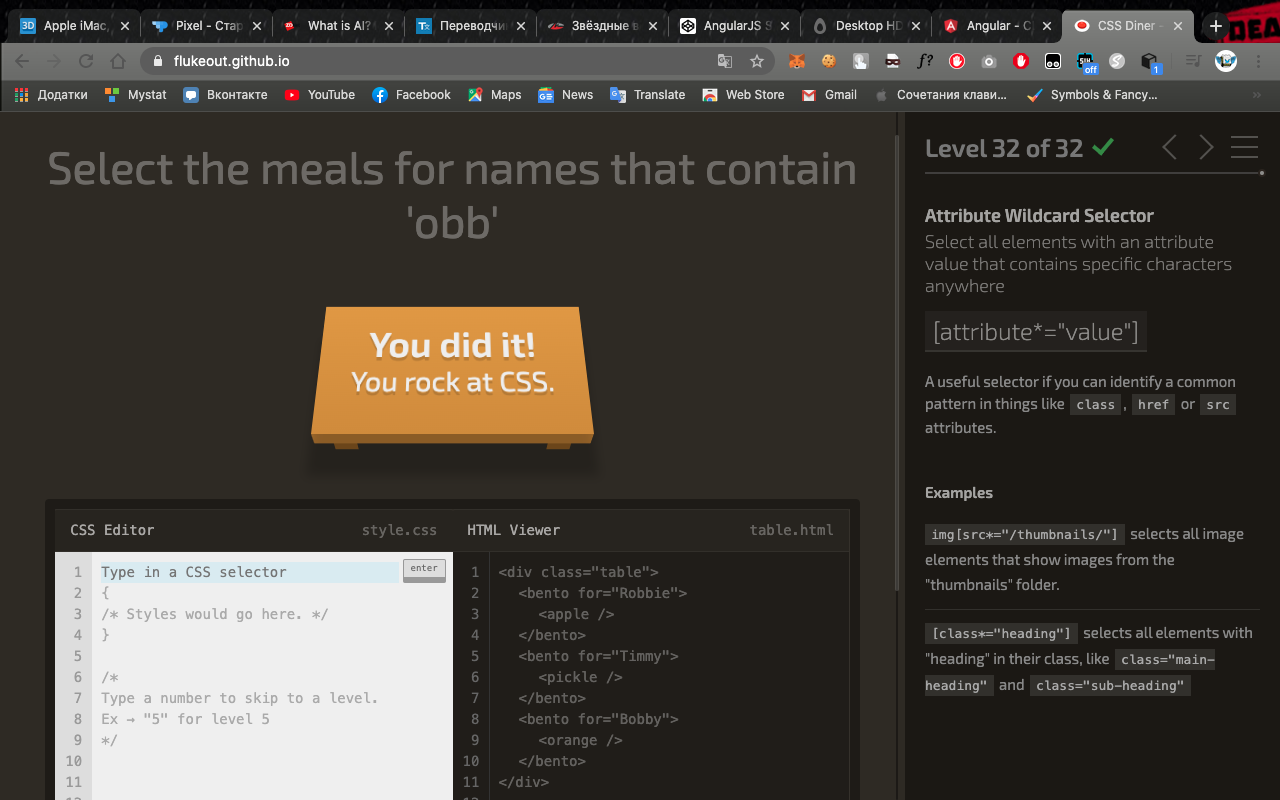 Apple iMac,
Pixel - Стар
What is AI?
Переводчи
Звёздные в
AngularJS S
Desktop HD
Angular - С
CSS Diner -
DEA
flukeout.github.io
f?
off
1
Додатки
Mystat
Вконтакте
YouTube
Facebook
Maps
News
Translate
Web Store
Gmail
Сочетания клави...
Symbols & Fancy...
»
Select the meals for names that contain
'obb'
You did it!
You rock at CSS.
CSS Editor
style.css
HTML Viewer
table.html
1 Type in a CSS selector
enter
2 {
3 /* Styles would go here. */
4 }
5
6 /*
7 Type a number to skip to a level.
8 Ex → "5" for level 5
9 */
10
11
1 <div class="table">
2 <bento for="Robbie">
3 <apple />
4 </bento>
5 <bento for="Timmy">
6 <pickle />
7 </bento>
8 <bento for="Bobby">
9 <orange />
10 </bento>
11 </div>
Level 32 of 32
Attribute Wildcard Selector
Select all elements with an attribute
value that contains specific characters
anywhere
[attribute*="value"]
A useful selector if you can identify a common
pattern in things like class, href or src
attributes.
Examples
img[src*="/thumbnails/"] selects all image
elements that show images from the
"thumbnails" folder.
[class*="heading"] selects all elements with
"heading" in their class, like class="main-
heading" and class="sub-heading"